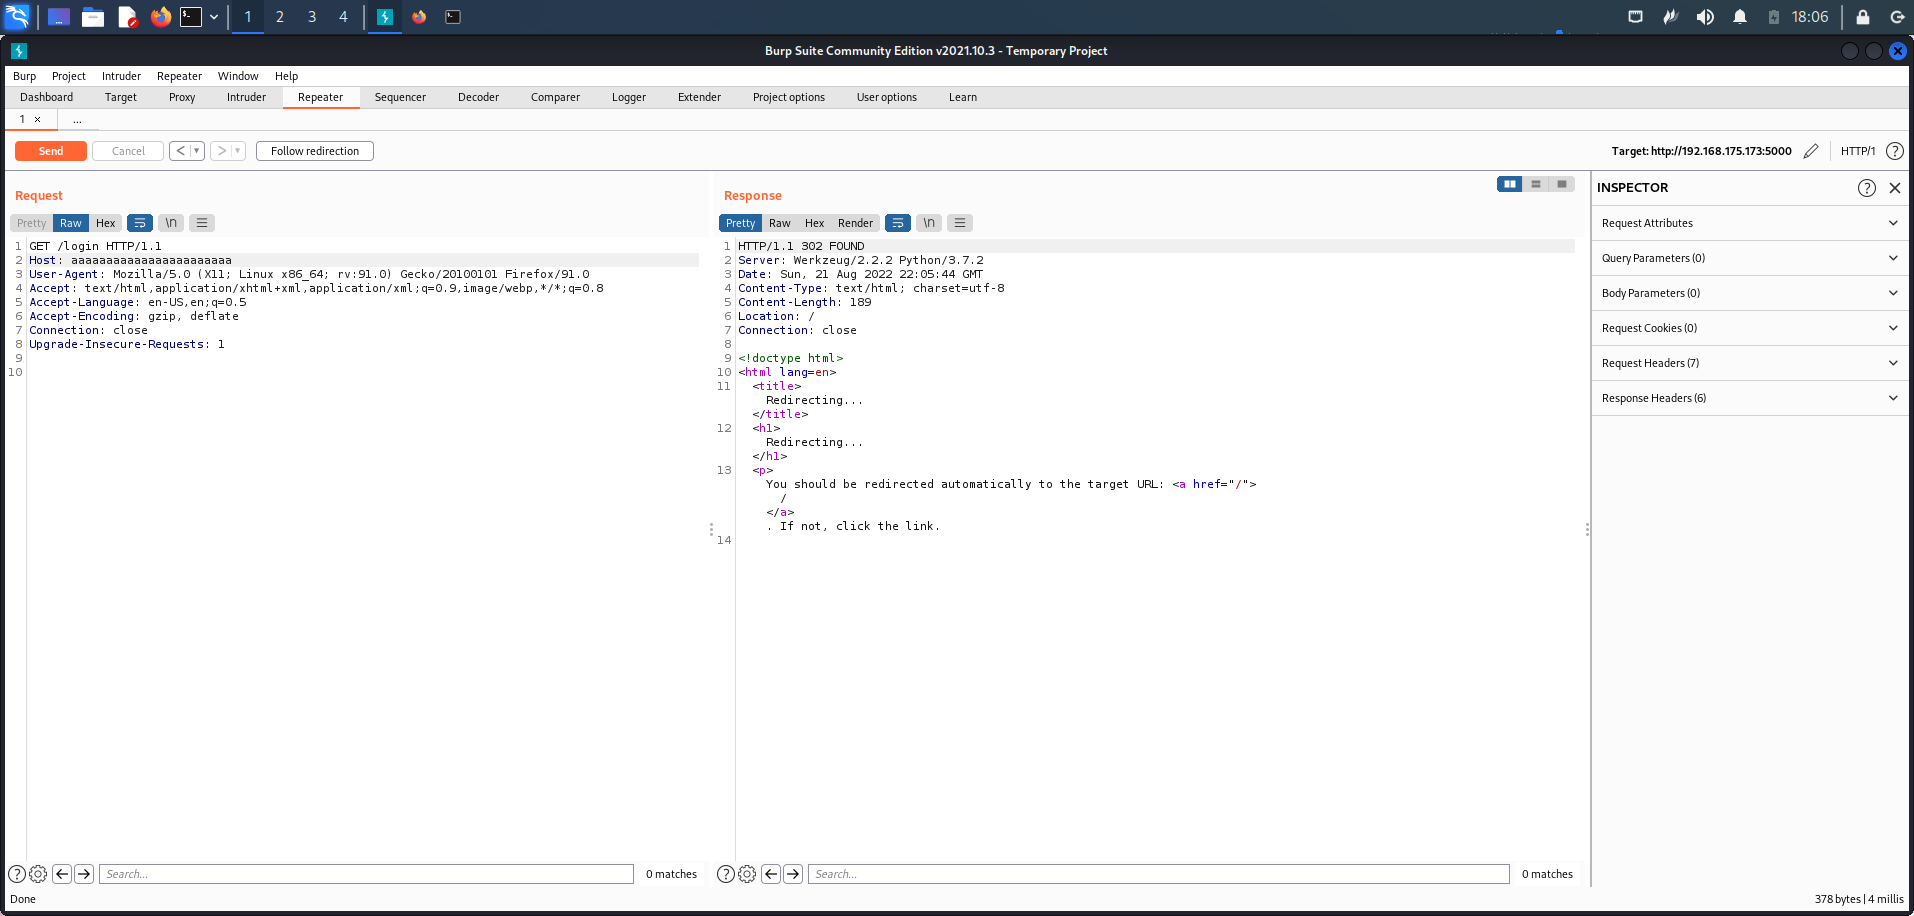 1 2 3 4
18:06
Burp Suite Community Edition v2021.10.3 - Temporary Project
Burp Project Intruder Repeater Window Help
Dashboard Target Proxy Intruder Repeater Sequencer Decoder Comparer Logger Extender Project options User options Learn
1 × ...
Send Cancel < > Follow redirection
Target: http://192.168.175.173:5000 HTTP/1 ?
Request
Pretty Raw Hex \n
1 GET /login HTTP/1.1
2 Host: aaaaaaaaaaaaaaaaaaaaaaa
3 User-Agent: Mozilla/5.0 (X11; Linux x86_64; rv:91.0) Gecko/20100101 Firefox/91.0
4 Accept: text/html,application/xhtml+xml,application/xml;q=0.9,image/webp,*/*;q=0.8
5 Accept-Language: en-US,en;q=0.5
6 Accept-Encoding: gzip, deflate
7 Connection: close
8 Upgrade-Insecure-Requests: 1
9
10
Search...
0 matches
Response
Pretty Raw Hex Render \n
1 HTTP/1.1 302 FOUND
2 Server: Werkzeug/2.2.2 Python/3.7.2
3 Date: Sun, 21 Aug 2022 22:05:44 GMT
4 Content-Type: text/html; charset=utf-8
5 Content-Length: 189
6 Location: /
7 Connection: close
8
9 <!doctype html>
10 <html lang=en>
11 <title>
Redirecting...
</title>
12 <h1>
Redirecting...
</h1>
13 <p>
You should be redirected automatically to the target URL: <a href="/">
/
</a>
. If not, click the link.
14
Search...
0 matches
INSPECTOR
Request Attributes
Query Parameters (0)
Body Parameters (0)
Request Cookies (0)
Request Headers (7)
Response Headers (6)
Done
378 bytes | 4 millis